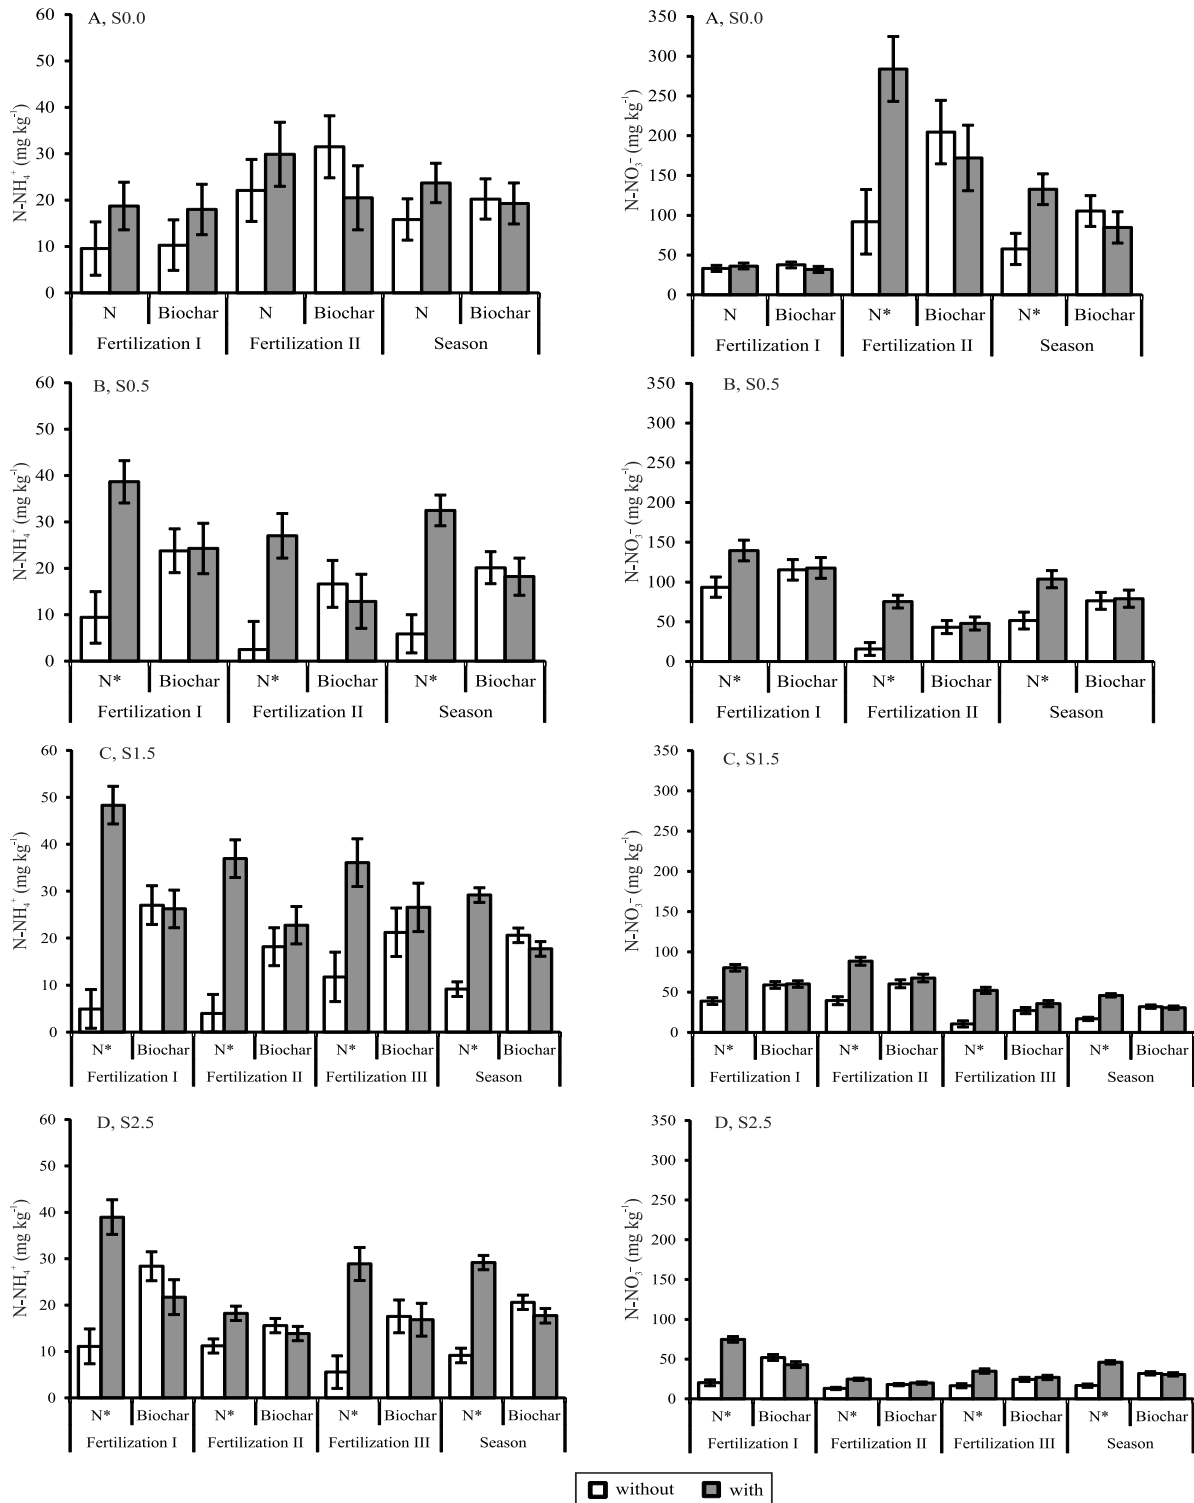 A, S0.0
N-NH₄⁺ (mg kg⁻¹)
60
50
40
30
20
10
0
N Biochar N Biochar N Biochar
Fertilization I Fertilization II Season
A, S0.0
N-NO₃⁻ (mg kg⁻¹)
350
300
250
200
150
100
50
0
N Biochar N* Biochar N* Biochar
Fertilization I Fertilization II Season
B, S0.5
N-NH₄⁺ (mg kg⁻¹)
60
50
40
30
20
10
0
N* Biochar N* Biochar N* Biochar
Fertilization I Fertilization II Season
B, S0.5
N-NO₃⁻ (mg kg⁻¹)
350
300
250
200
150
100
50
0
N* Biochar N* Biochar N* Biochar
Fertilization I Fertilization II Season
C, S1.5
N-NH₄⁺ (mg kg⁻¹)
60
50
40
30
20
10
0
N* Biochar N* Biochar N* Biochar N* Biochar
Fertilization I Fertilization II Fertilization III Season
C, S1.5
N-NO₃⁻ (mg kg⁻¹)
350
300
250
200
150
100
50
0
N* Biochar N* Biochar N* Biochar N* Biochar
Fertilization I Fertilization II Fertilization III Season
D, S2.5
N-NH₄⁺ (mg kg⁻¹)
60
50
40
30
20
10
0
N* Biochar N* Biochar N* Biochar N* Biochar
Fertilization I Fertilization II Fertilization III Season
D, S2.5
N-NO₃⁻ (mg kg⁻¹)
350
300
250
200
150
100
50
0
N* Biochar N* Biochar N* Biochar N* Biochar
Fertilization I Fertilization II Fertilization III Season
without with